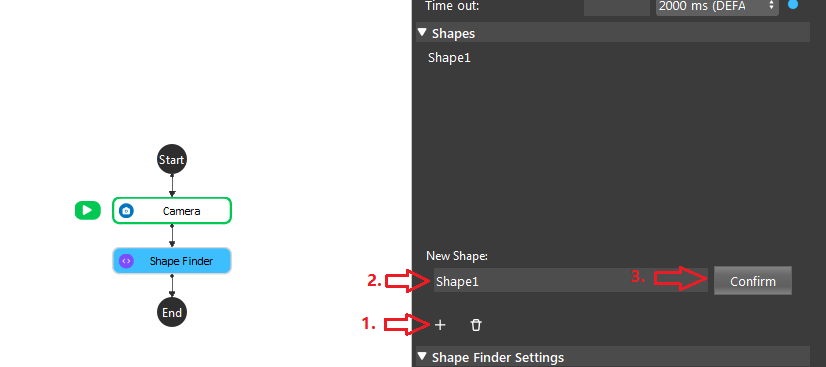 Time out:
2000 ms (DEFA
Shapes
Shape1
Start
Camera
Shape Finder
End
New Shape:
2.
Shape1
3.
Confirm
1.
Shape Finder Settings